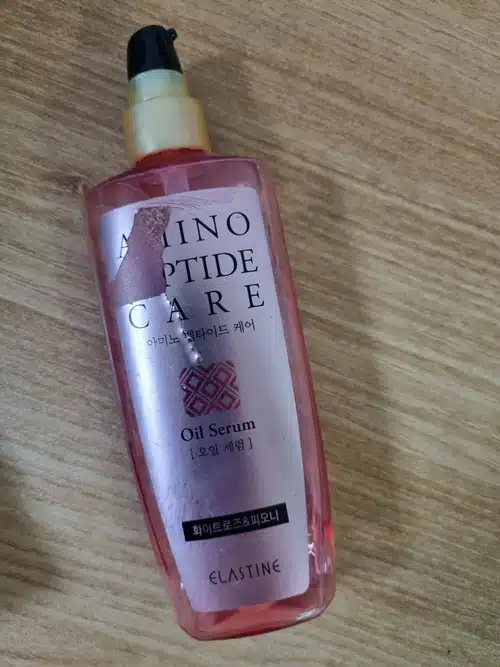 AMINO
PTIDE
CARE
아미노 펩타이드 케어
Oil Serum
[ 오일 세럼 ]
화이트로즈&피오니
ELASTINE